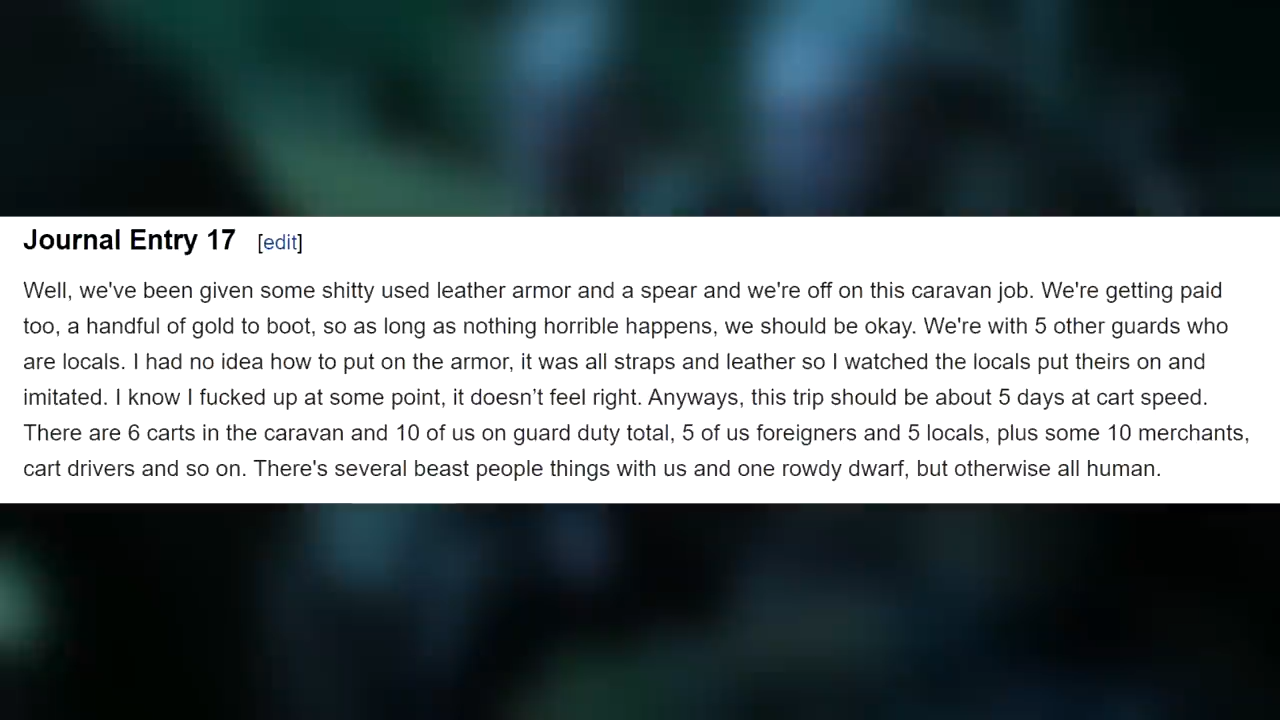 Journal Entry 17 [edit]
Well, we've been given some shitty used leather armor and a spear and we're off on this caravan job. We're getting paid
too, a handful of gold to boot, so as long as nothing horrible happens, we should be okay. We're with 5 other guards who
are locals. I had no idea how to put on the armor, it was all straps and leather so I watched the locals put theirs on and
imitated. I know I fucked up at some point, it doesn’t feel right. Anyways, this trip should be about 5 days at cart speed.
There are 6 carts in the caravan and 10 of us on guard duty total, 5 of us foreigners and 5 locals, plus some 10 merchants,
cart drivers and so on. There's several beast people things with us and one rowdy dwarf, but otherwise all human.